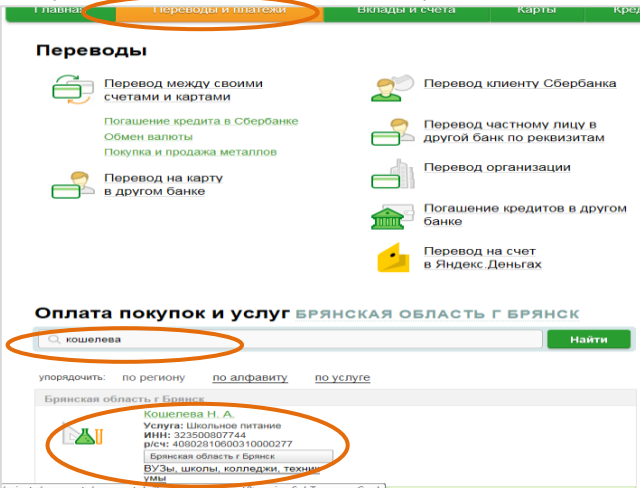 Главная Переводы и платежи Вклады и счета Карты
Переводы
Перевод между своими
счетами и картами
Погашение кредита в Сбербанке
Обмен валюты
Покупка и продажа металлов
Перевод на карту
в другом банке
Перевод клиенту Сбербанка
Перевод частному лицу в
другой банк по реквизитам
Перевод организации
Погашение кредитов в другом
банке
Перевод на счет
в Яндекс.Деньгах
Оплата покупок и услуг БРЯНСКАЯ ОБЛАСТЬ Г БРЯНСК
кошелева Найти
упорядочить: по региону по алфавиту по услуге
Брянская область г Брянск
Кошелева Н. А.
Услуга: Школьное питание
ИНН: 323500807744
р/сч: 40802810600310000277
Брянская область г Брянск
ВУЗы, школы, колледжи, техник
умы